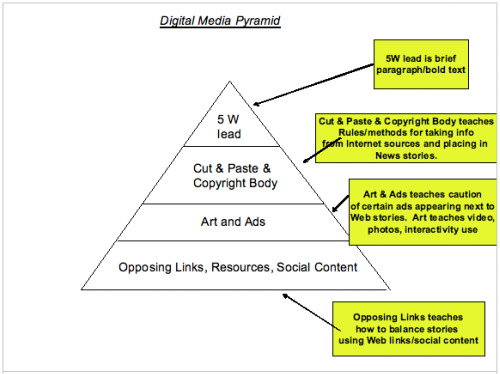 Digital Media Pyramid
5W lead is brief
paragraph/bold text
5 W
lead
Cut & Paste & Copyright Body teaches
Rules/methods for taking info
from Internet sources and placing in
News stories.
Cut & Paste &
Copyright Body
Art & Ads teaches caution
of certain ads appearing next to
Web stories. Art teaches video,
photos, interactivity use
Art and Ads
Opposing Links, Resources, Social Content
Opposing Links teaches
how to balance stories
using Web links/social content